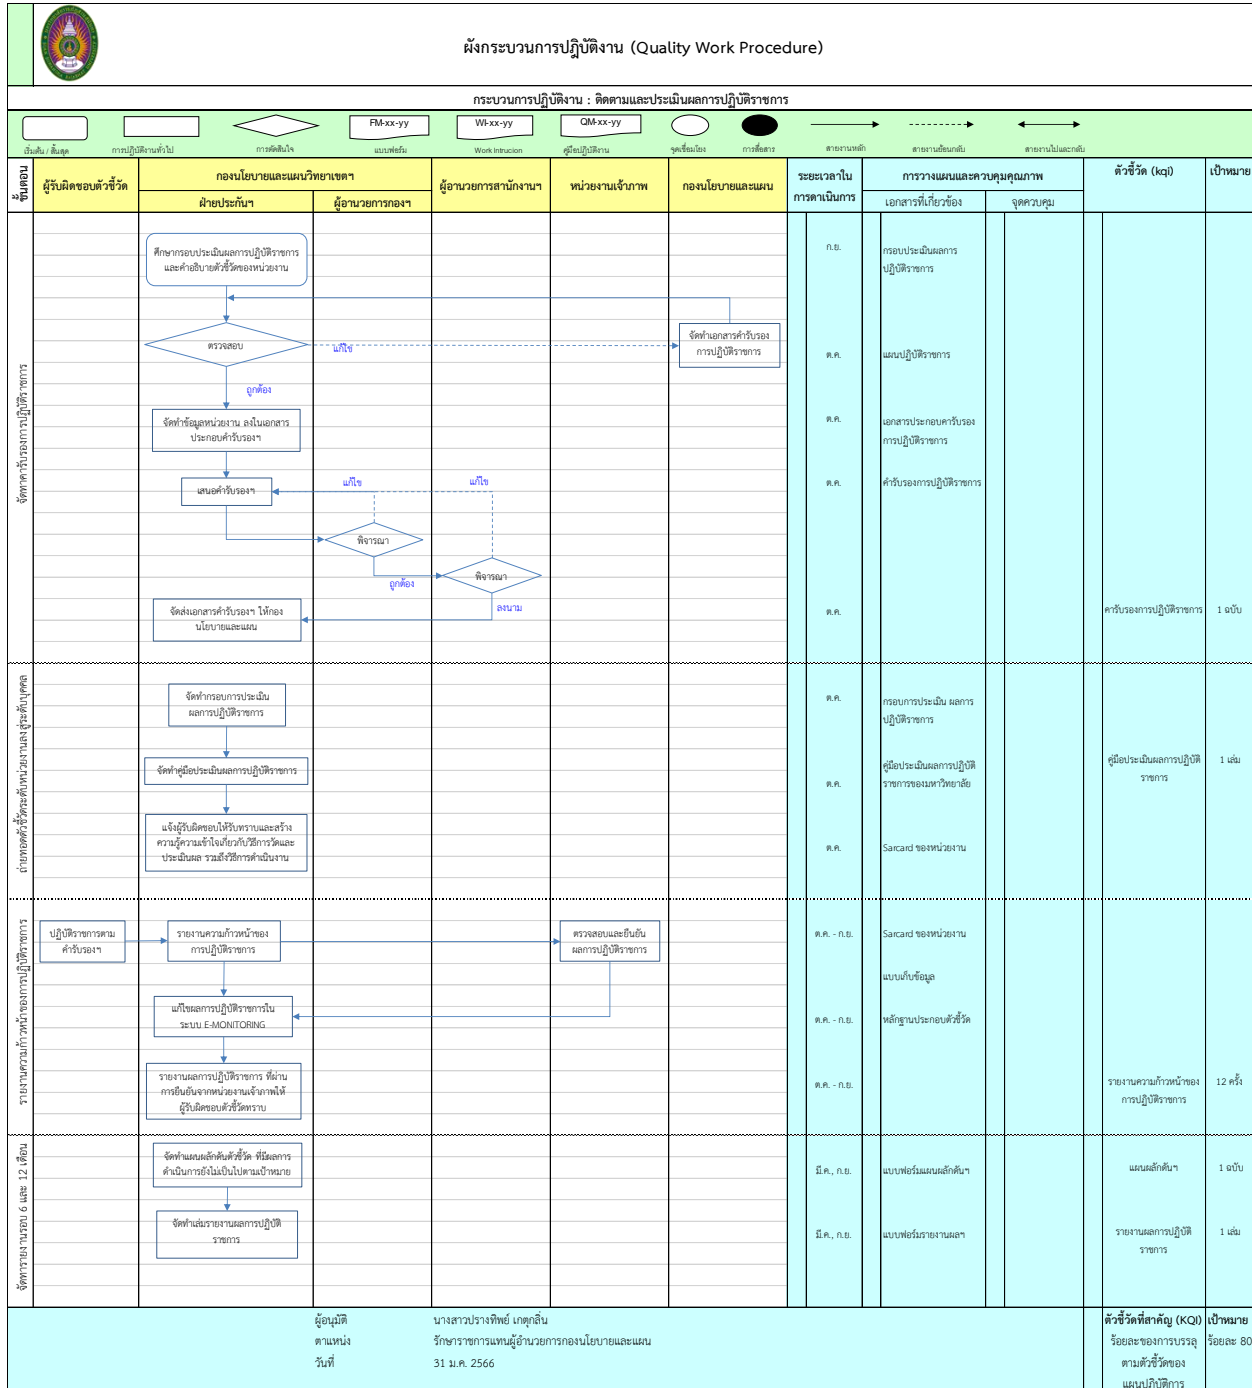 ผังกระบวนการปฏิบัติงาน (Quality Work Procedure)
กระบวนการปฏิบัติงาน : ติดตามและประเมินผลการปฏิบัติราชการ
FM-xx-yy
WI-xx-yy
QM-xx-yy
เริ่มต้น / สิ้นสุด
การปฏิบัติงานทั่วไป
การตัดสินใจ
แบบฟอร์ม
Work Intrucion
คู่มือปฏิบัติงาน
จุดเชื่อมโยง
การสื่อสาร
สายงานหลัก
สายงานย้อนกลับ
สายงานไปและกลับ
ขั้นตอน
ผู้รับผิดชอบตัวชี้วัด
กองนโยบายและแผนวิทยาเขตฯ
ฝ่ายประกันฯ
ผู้อานวยการกองฯ
ผู้อานวยการสานักงานฯ
หน่วยงานเจ้าภาพ
กองนโยบายและแผน
ระยะเวลาใน
การดาเนินการ
การวางแผนและควบคุมคุณภาพ
เอกสารที่เกี่ยวข้อง
จุดควบคุม
ตัวชี้วัด (kqi)
เป้าหมาย
จัดทาคารับรองการปฏิบัติราชการ
ศึกษากรอบประเมินผลการปฏิบัติราชการ
และคำอธิบายตัวชี้วัดของหน่วยงาน
ก.ย.
กรอบประเมินผลการ
ปฏิบัติราชการ
ตรวจสอบ
แก้ไข
จัดทำเอกสารคำรับรอง
การปฏิบัติราชการ
ต.ค.
แผนปฏิบัติราชการ
ถูกต้อง
จัดทำข้อมูลหน่วยงาน ลงในเอกสาร
ประกอบคำรับรองฯ
ต.ค.
เอกสารประกอบคารับรอง
การปฏิบัติราชการ
เสนอคำรับรองฯ
แก้ไข
แก้ไข
ต.ค.
คำรับรองการปฏิบัติราชการ
พิจารณา
ถูกต้อง
พิจารณา
ลงนาม
จัดส่งเอกสารคำรับรองฯ ให้กอง
นโยบายและแผน
ต.ค.
คารับรองการปฏิบัติราชการ
1 ฉบับ
ถ่ายทอดตัวชี้วัดระดับหน่วยงานลงสู่ระดับบุคคล
จัดทำกรอบการประเมิน
ผลการปฏิบัติราชการ
ต.ค.
กรอบการประเมิน ผลการ
ปฏิบัติราชการ
จัดทำคู่มือประเมินผลการปฏิบัติราชการ
ต.ค.
คู่มือประเมินผลการปฏิบัติ
ราชการของมหาวิทยาลัย
คู่มือประเมินผลการปฏิบัติ
ราชการ
1 เล่ม
แจ้งผู้รับผิดชอบให้รับทราบและสร้าง
ความรู้ความเข้าใจเกี่ยวกับวิธีการวัดและ
ประเมินผล รวมถึงวิธีการดำเนินงาน
ต.ค.
Sarcard ของหน่วยงาน
รายงานความก้าวหน้าของการปฏิบัติราชการ
ปฏิบัติราชการตาม
คำรับรองฯ
รายงานความก้าวหน้าของ
การปฏิบัติราชการ
ตรวจสอบและยืนยัน
ผลการปฏิบัติราชการ
ต.ค. - ก.ย.
Sarcard ของหน่วยงาน
แบบเก็บข้อมูล
แก้ไขผลการปฏิบัติราชการใน
ระบบ E-MONITORING
ต.ค. - ก.ย.
หลักฐานประกอบตัวชี้วัด
รายงานผลการปฏิบัติราชการ ที่ผ่าน
การยืนยันจากหน่วยงานเจ้าภาพให้
ผู้รับผิดชอบตัวชี้วัดทราบ
ต.ค. - ก.ย.
รายงานความก้าวหน้าของ
การปฏิบัติราชการ
12 ครั้ง
จัดทารายงานรอบ 6 และ 12 เดือน
จัดทำแผนผลักดันตัวชี้วัด ที่มีผลการ
ดำเนินการยังไม่เป็นไปตามเป้าหมาย
มี.ค., ก.ย.
แบบฟอร์มแผนผลักดันฯ
แผนผลักดันฯ
1 ฉบับ
จัดทำเล่มรายงานผลการปฏิบัติ
ราชการ
มี.ค., ก.ย.
แบบฟอร์มรายงานผลฯ
รายงานผลการปฏิบัติ
ราชการ
1 เล่ม
ผู้อนุมัติ
นางสาวปรางทิพย์ เกตุกลิ่น
ตาแหน่ง
รักษาราชการแทนผู้อำนวยการกองนโยบายและแผน
วันที่
31 ม.ค. 2566
ตัวชี้วัดที่สาคัญ (KQI)
เป้าหมาย
ร้อยละของการบรรลุ
ร้อยละ 80
ตามตัวชี้วัดของ
แผนปฏิบัติการ